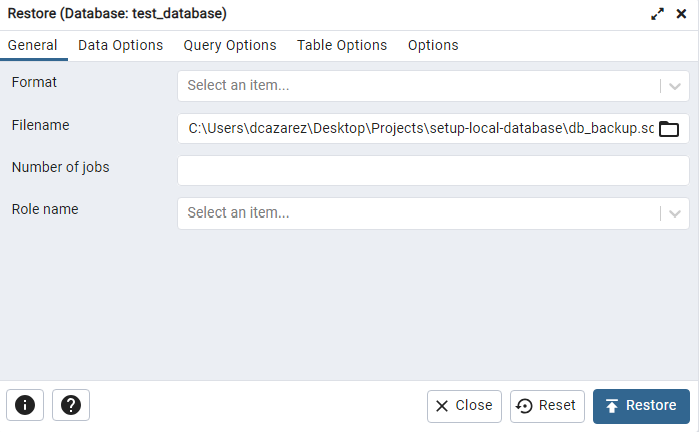 Restore (Database: test_database)
General Data Options Query Options Table Options Options
Format Select an item...
Filename C:\Users\dcazarez\Desktop\Projects\setup-local-database\db_backup.sc
Number of jobs
Role name Select an item...
Close Reset Restore